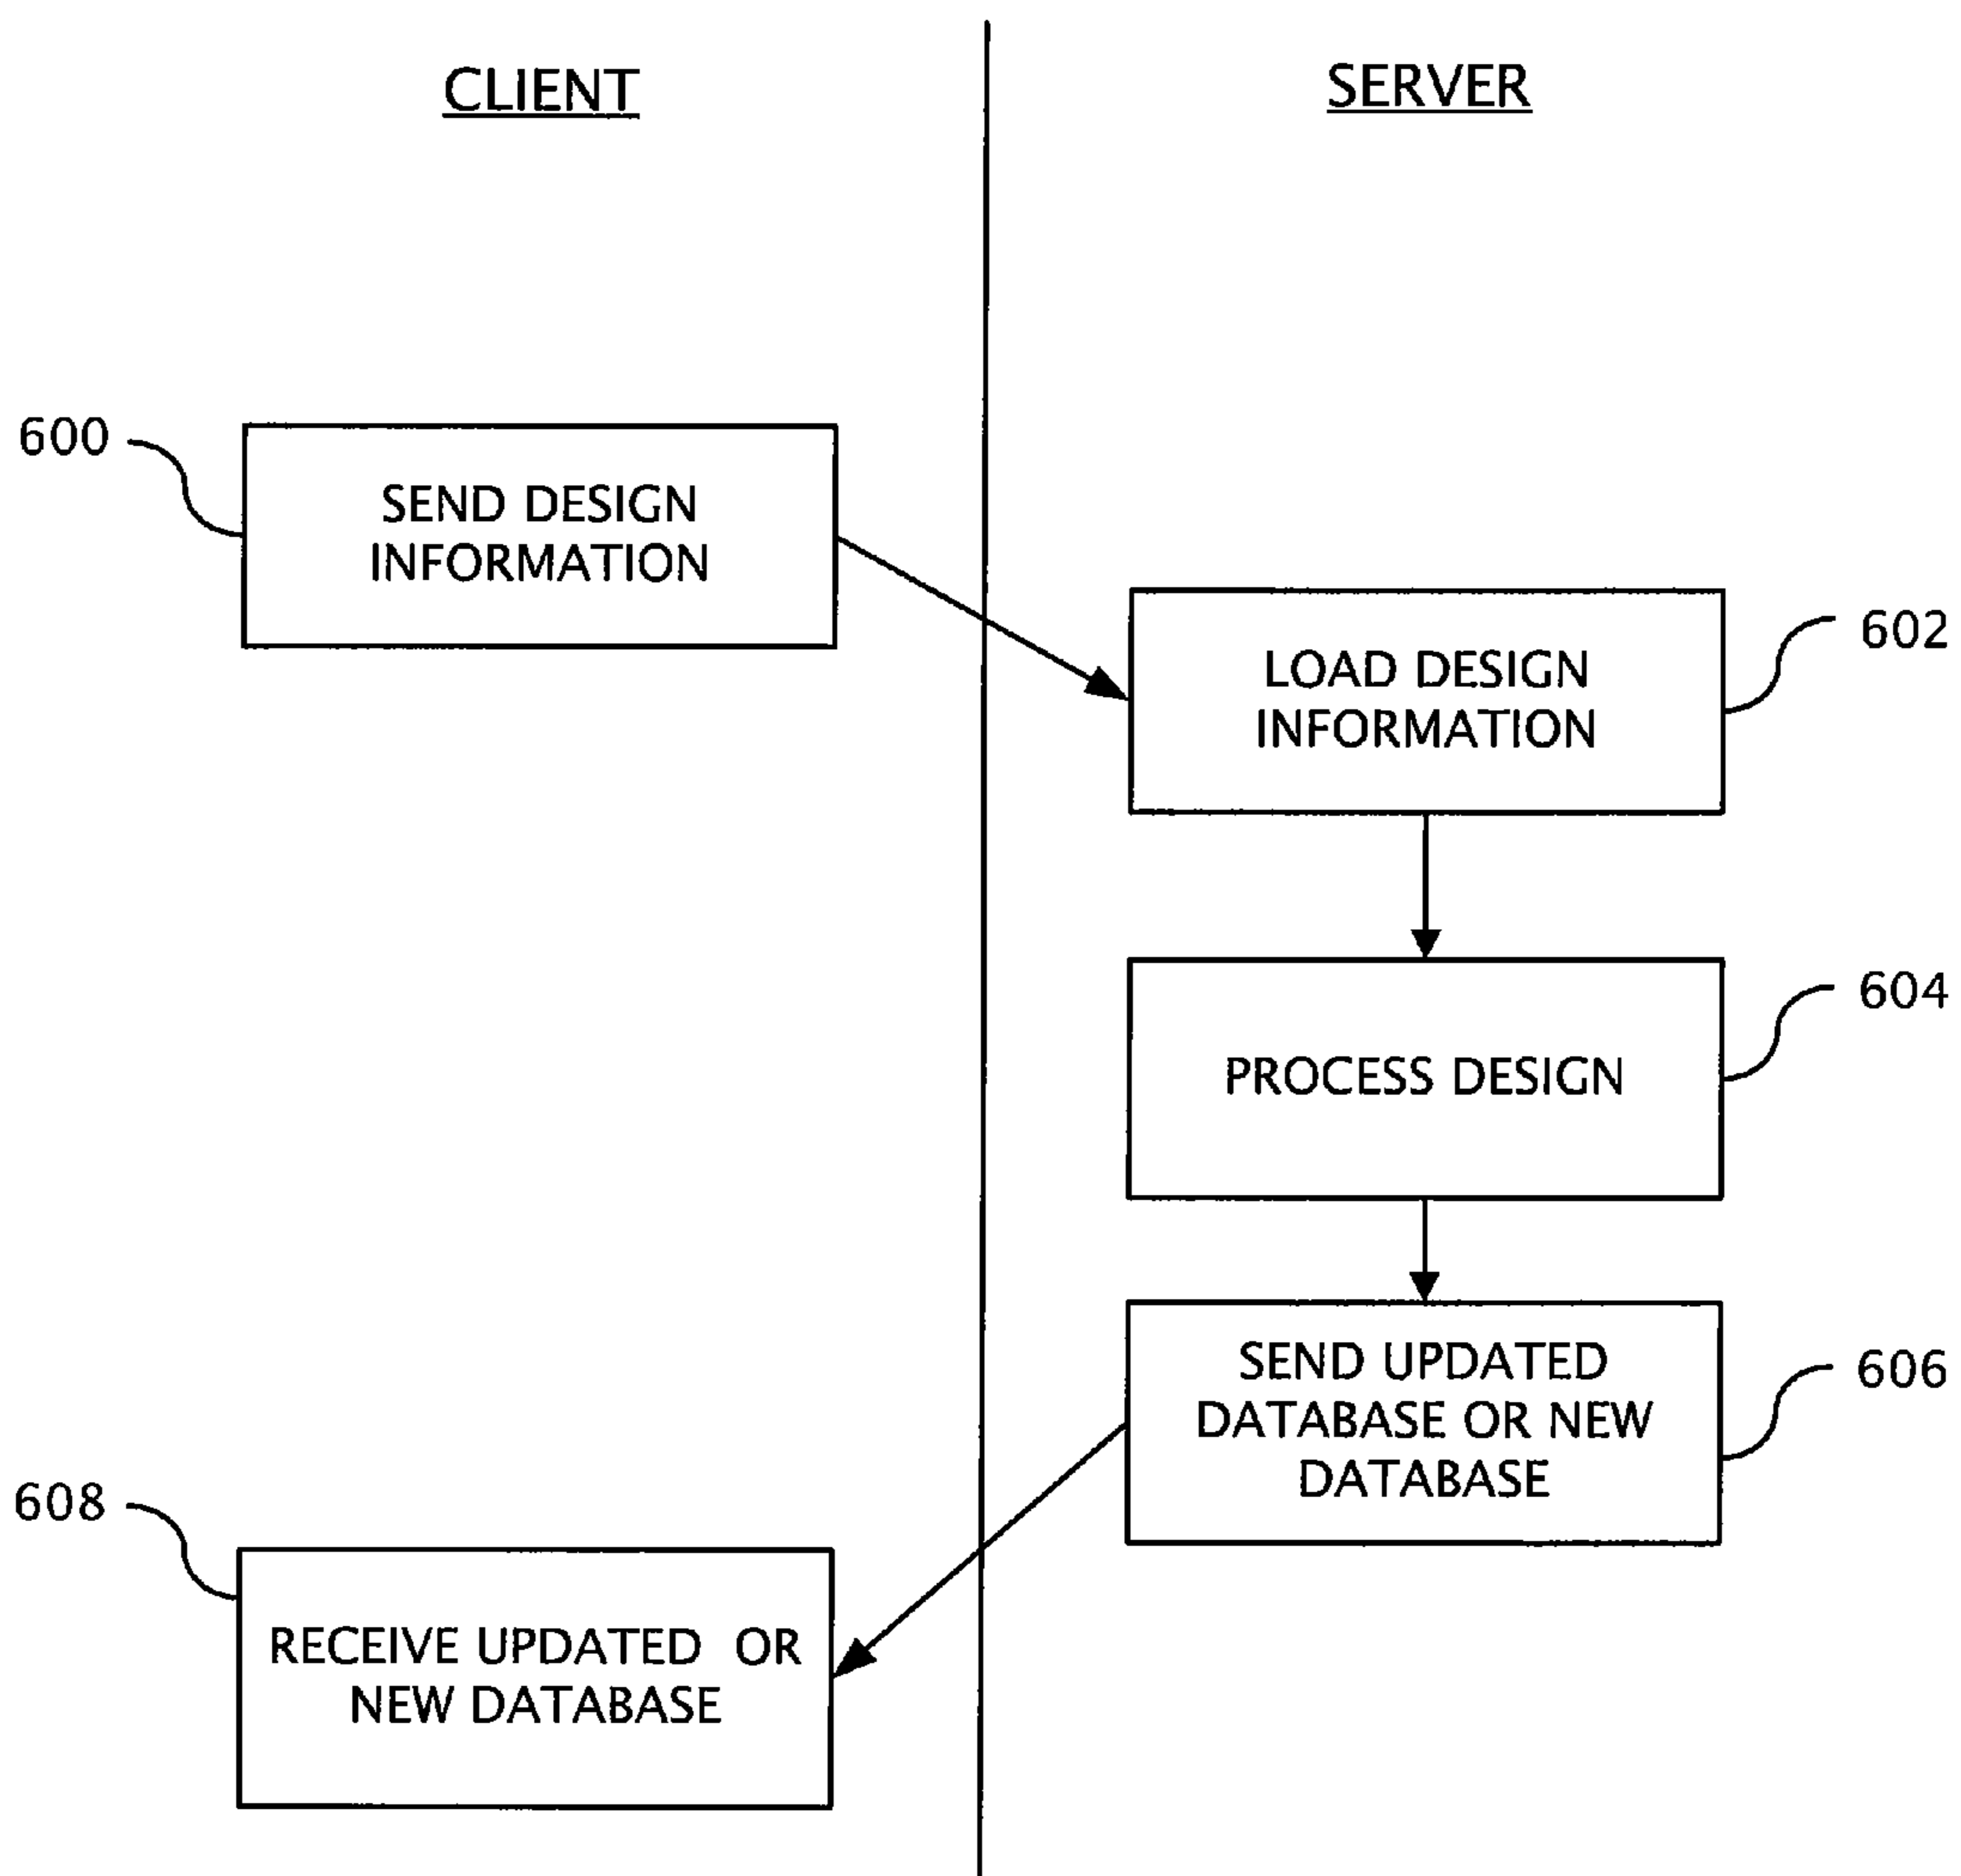 CLIENT
SERVER
600
SEND DESIGN
INFORMATION
602
LOAD DESIGN
INFORMATION
604
PROCESS DESIGN
606
SEND UPDATED
DATABASE OR NEW
DATABASE
608
RECEIVE UPDATED OR
NEW DATABASE